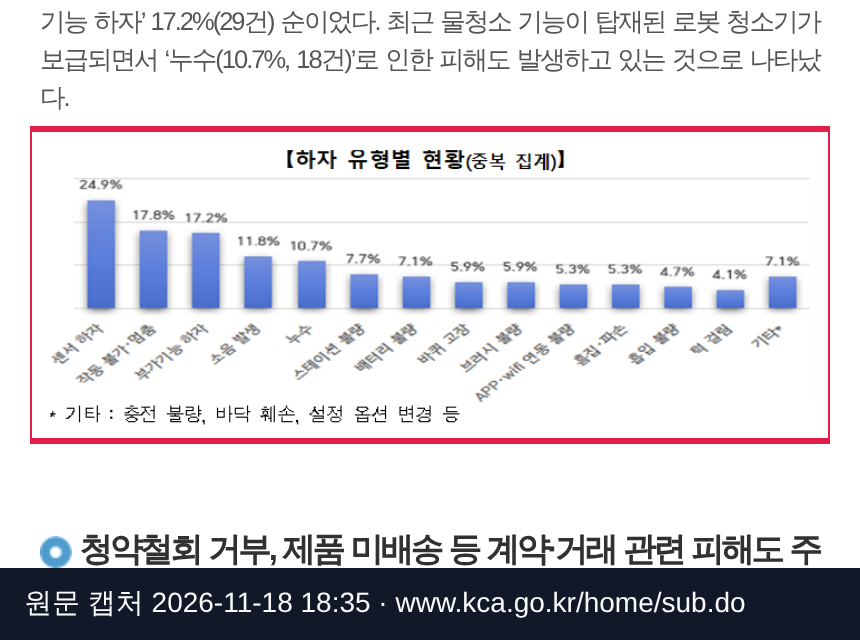 기능 하자’ 17.2%(29건) 순이었다. 최근 물청소 기능이 탑재된 로봇 청소기가
보급되면서 ‘누수(10.7%, 18건)’로 인한 피해도 발생하고 있는 것으로 나타났
다.
【하자 유형별 현황(중복 집계)】
24.9%
17.8%
17.2%
11.8%
10.7%
7.7%
7.1%
5.9%
5.9%
5.3%
5.3%
4.7%
4.1%
7.1%
센서 하자
작동 불가·멈춤
부가기능 하자
소음 발생
누수
스테이션 불량
배터리 불량
바퀴 고장
브러시 불량
APP·wifi 연동 불량
흠집·파손
흡입 불량
턱 걸림
기타*
* 기타 : 충전 불량, 바닥 훼손, 설정 옵션 변경 등
청약철회 거부, 제품 미배송 등 계약·거래 관련 피해도 주
원문 캡처 2026-11-18 18:35 · www.kca.go.kr/home/sub.do